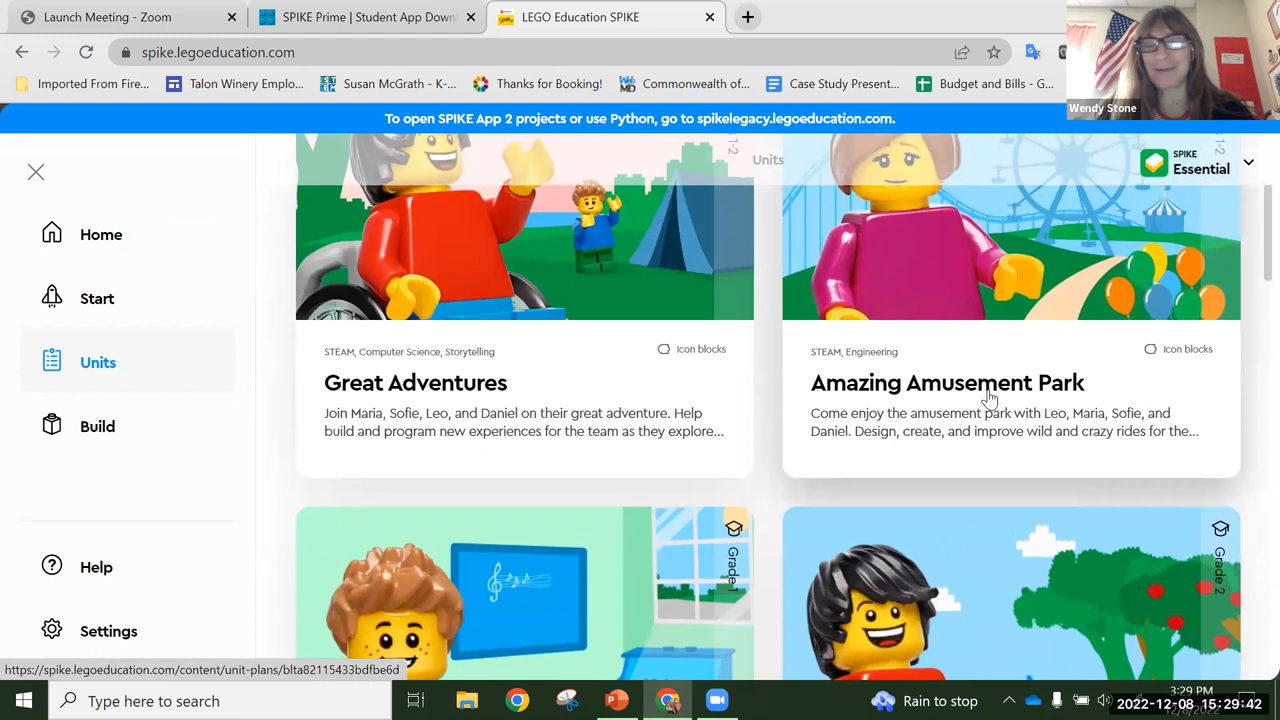 Launch Meeting - Zoom
SPIKE Prime | Student App Downl
LEGO Education SPIKE
spike.legoeducation.com
Imported From Fire...
Talon Winery Emplo...
Susan McGrath - K-...
Thanks for Booking!
Commonwealth of...
Case Study Present...
Budget and Bills - G...
Wendy Stone
To open SPIKE App 2 projects or use Python, go to spikelegacy.legoeducation.com.
Units
SPIKE
Essential
Home
Start
Units
Build
Help
Settings
STEAM, Computer Science, Storytelling
Icon blocks
Great Adventures
Join Maria, Sofie, Leo, and Daniel on their great adventure. Help
build and program new experiences for the team as they explore...
STEAM, Engineering
Icon blocks
Amazing Amusement Park
Come enjoy the amusement park with Leo, Maria, Sofie, and
Daniel. Design, create, and improve wild and crazy rides for the...
Grade 1
Grade 2
https://spike.legoeducation.com/content/unit-plans/blta82115433bdfbe6d
Type here to search
Rain to stop
3:29 PM
2022-12-08 15:29:42